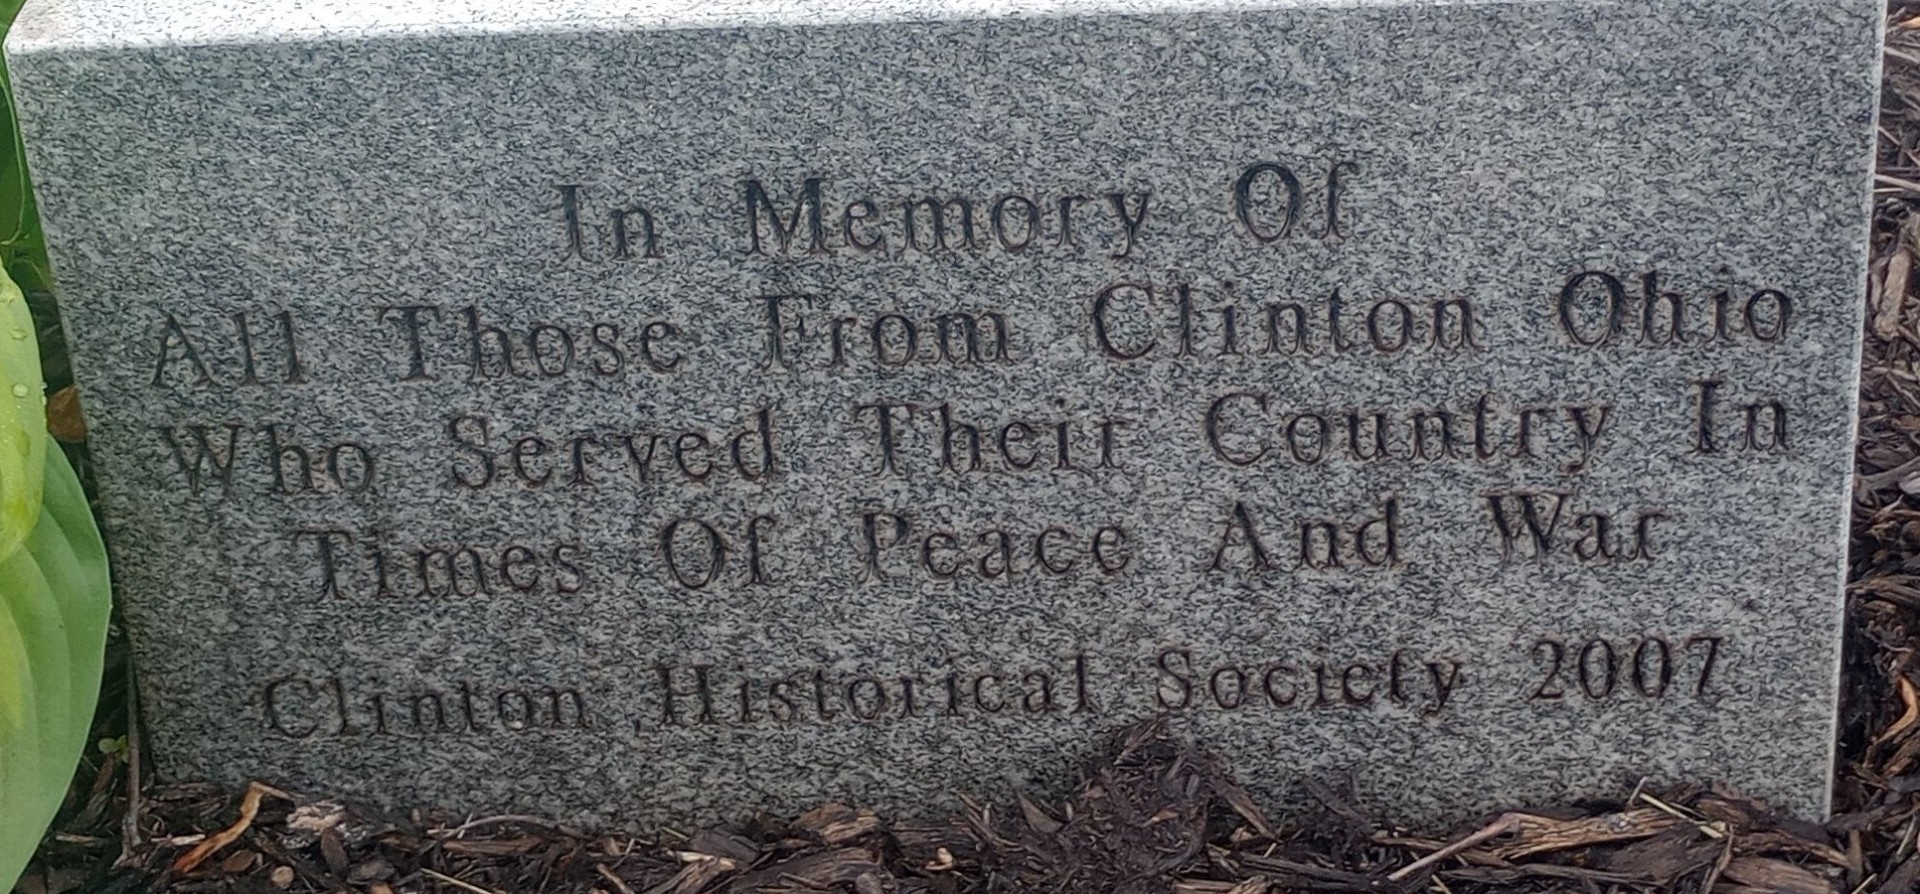 In Memory Of
All Those From Clinton Ohio
Who Served Their Country In
Times Of Peace And War
Clinton Historical Society 2007